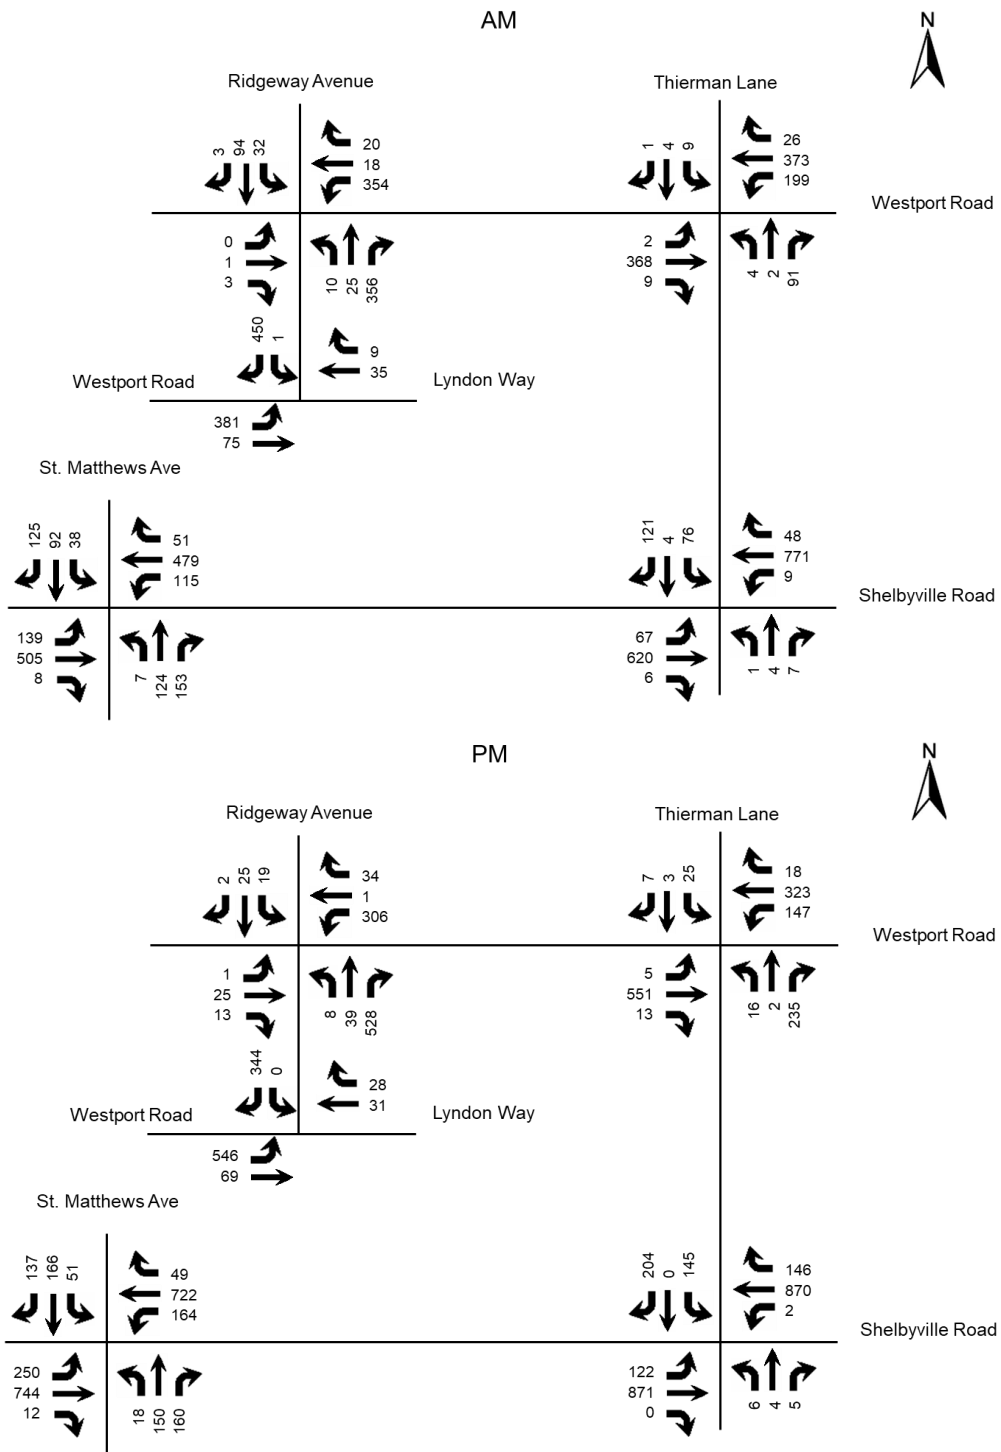 AM
N
Ridgeway Avenue
Thierman Lane
3 94 32
20
18
354
1 4 9
26
373
199
Westport Road
0
1
3
10 25 356
2
368
9
4 2 91
450 1
9
35
Westport Road
Lyndon Way
381
75
St. Matthews Ave
125 92 38
51
479
115
121 4 76
48
771
9
Shelbyville Road
139
505
8
7 124 153
67
620
6
1 4 7
PM
N
Ridgeway Avenue
Thierman Lane
2 25 19
34
1
306
7 3 25
18
323
147
Westport Road
1
25
13
8 39 528
5
551
13
16 2 235
344 0
28
31
Westport Road
Lyndon Way
546
69
St. Matthews Ave
137 166 51
49
722
164
204 0 145
146
870
2
Shelbyville Road
250
744
12
18 150 160
122
871
0
6 4 5